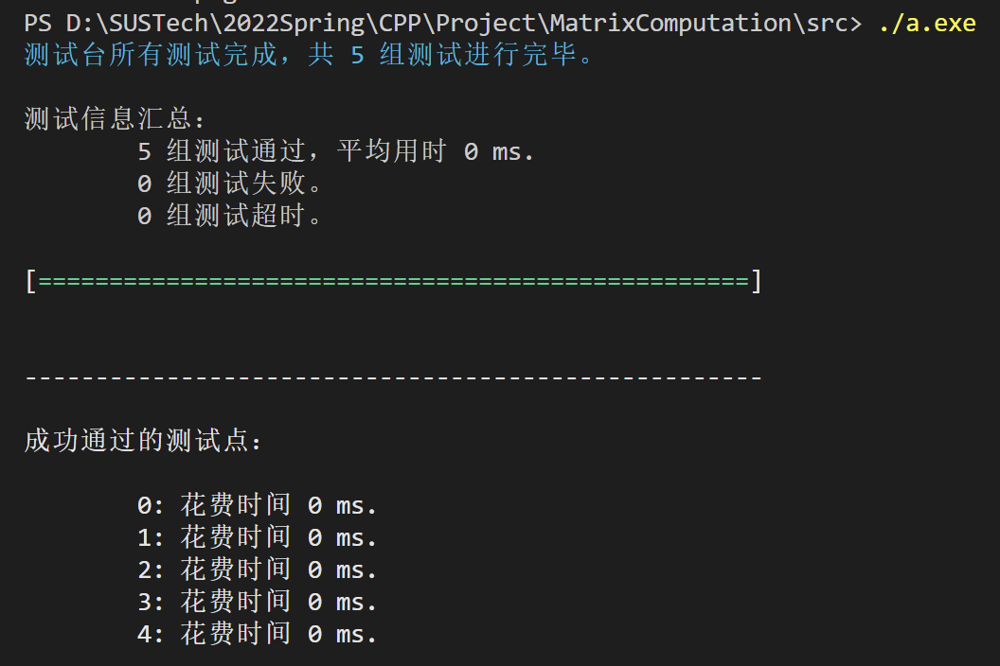 PS D:\SUSTech\2022Spring\CPP\Project\MatrixComputation\src> ./a.exe
测试台所有测试完成，共 5 组测试进行完毕。
测试信息汇总：
5 组测试通过，平均用时 0 ms.
0 组测试失败。
0 组测试超时。
[==================================================]
----------------------------------------------------
成功通过的测试点：
0: 花费时间 0 ms.
1: 花费时间 0 ms.
2: 花费时间 0 ms.
3: 花费时间 0 ms.
4: 花费时间 0 ms.